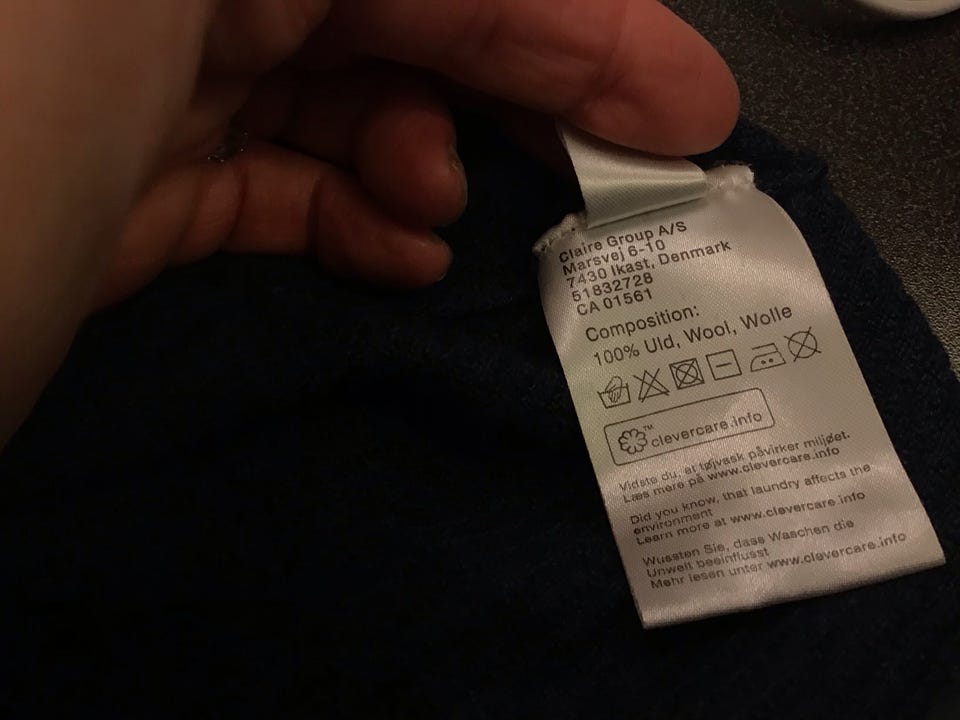 Claire Group A/S
Marsvej 6-10
7430 Ikast, Denmark
51832728
CA 01561
Composition:
100% Uld, Wool, Wolle
™clevercare.info
Vidste du, at tøjvask påvirker miljøet.
Læs mere på www.clevercare.info
Did you know, that laundry affects the
environment
Learn more at www.clevercare.info
Wussten Sie, dass Waschen die
Umwelt beeinflusst
Mehr lesen unter www.clevercare.info